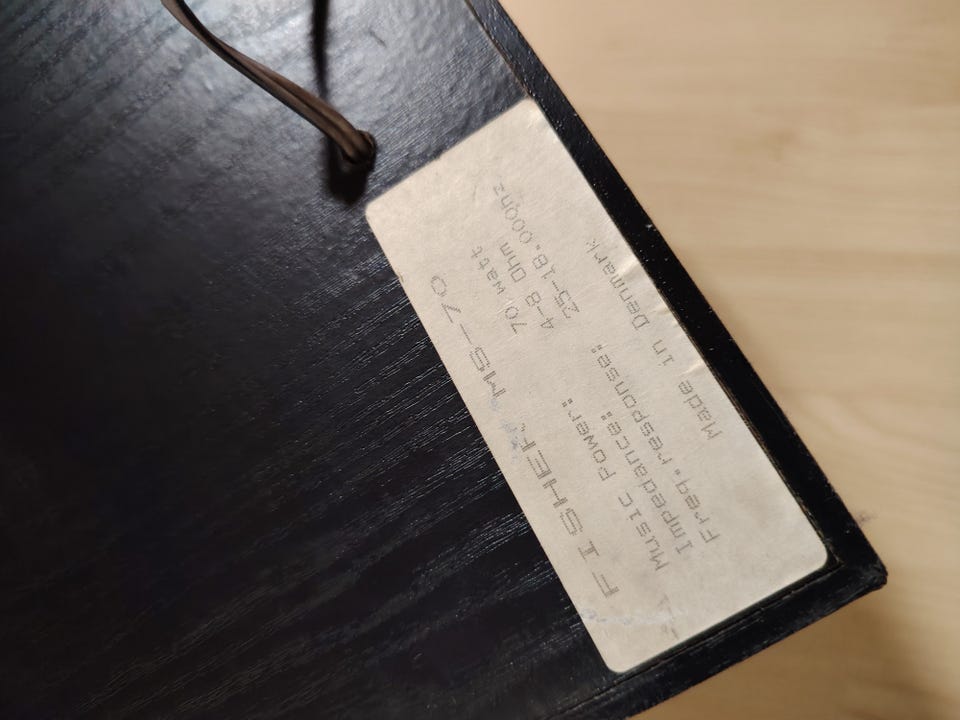 FISHER MS-70
Music Power: 70 watt
Impedance: 4-8 Ohm
Freq.response: 25-18.000hz
Made in Denmark